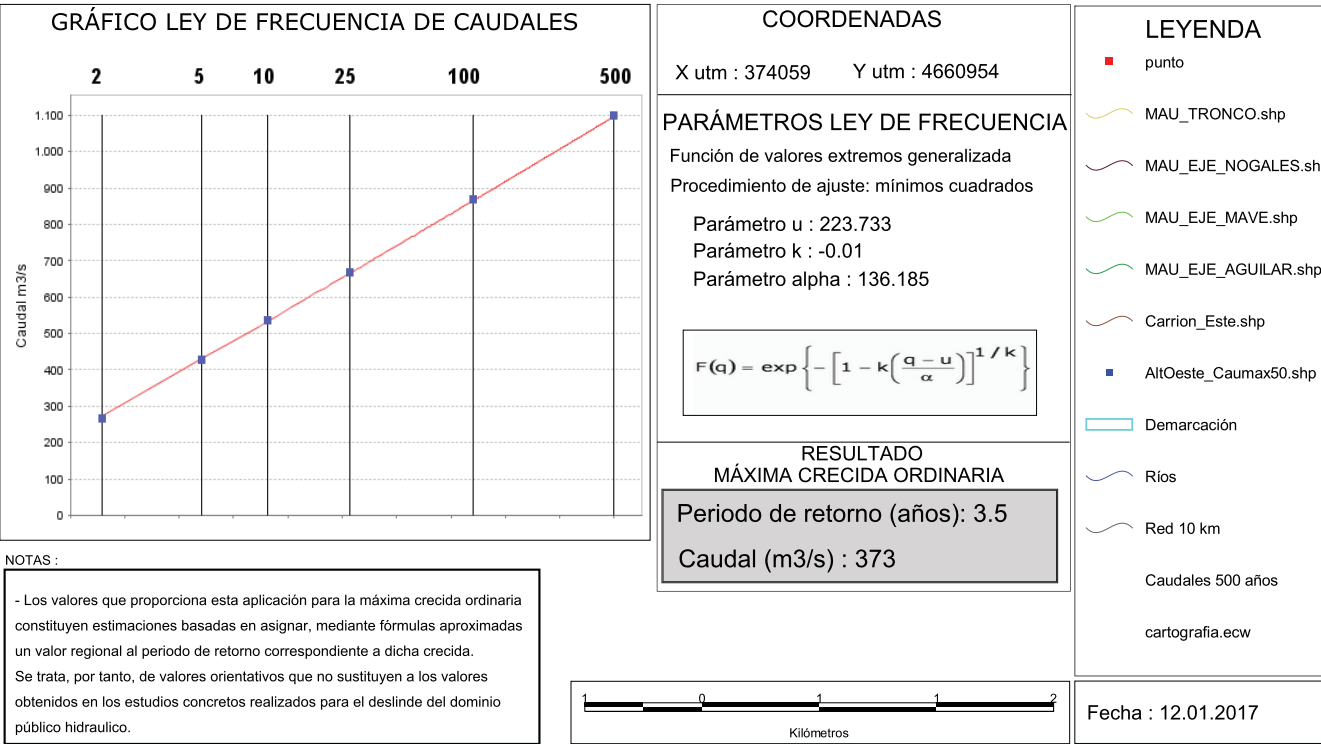 GRÁFICO LEY DE FRECUENCIA DE CAUDALES
2 5 10 25 100 500
1.100
1.000
900
800
700
600
500
400
300
200
100
0
Caudal m3/s
NOTAS :
- Los valores que proporciona esta aplicación para la máxima crecida ordinaria
constituyen estimaciones basadas en asignar, mediante fórmulas aproximadas
un valor regional al periodo de retorno correspondiente a dicha crecida.
Se trata, por tanto, de valores orientativos que no sustituyen a los valores
obtenidos en los estudios concretos realizados para el deslinde del dominio
público hidraulico.
COORDENADAS
X utm : 374059 Y utm : 4660954
PARÁMETROS LEY DE FRECUENCIA
Función de valores extremos generalizada
Procedimiento de ajuste: mínimos cuadrados
Parámetro u : 223.733
Parámetro k : -0.01
Parámetro alpha : 136.185
F(q) = exp{-[1 - k((q - u)/α)]^1/k}
RESULTADO
MÁXIMA CRECIDA ORDINARIA
Periodo de retorno (años): 3.5
Caudal (m3/s) : 373
1 0 1 1 2
Kilómetros
LEYENDA
punto
MAU_TRONCO.shp
MAU_EJE_NOGALES.sh
MAU_EJE_MAVE.shp
MAU_EJE_AGUILAR.shp
Carrion_Este.shp
AltOeste_Caumax50.shp
Demarcación
Ríos
Red 10 km
Caudales 500 años
cartografia.ecw
Fecha : 12.01.2017